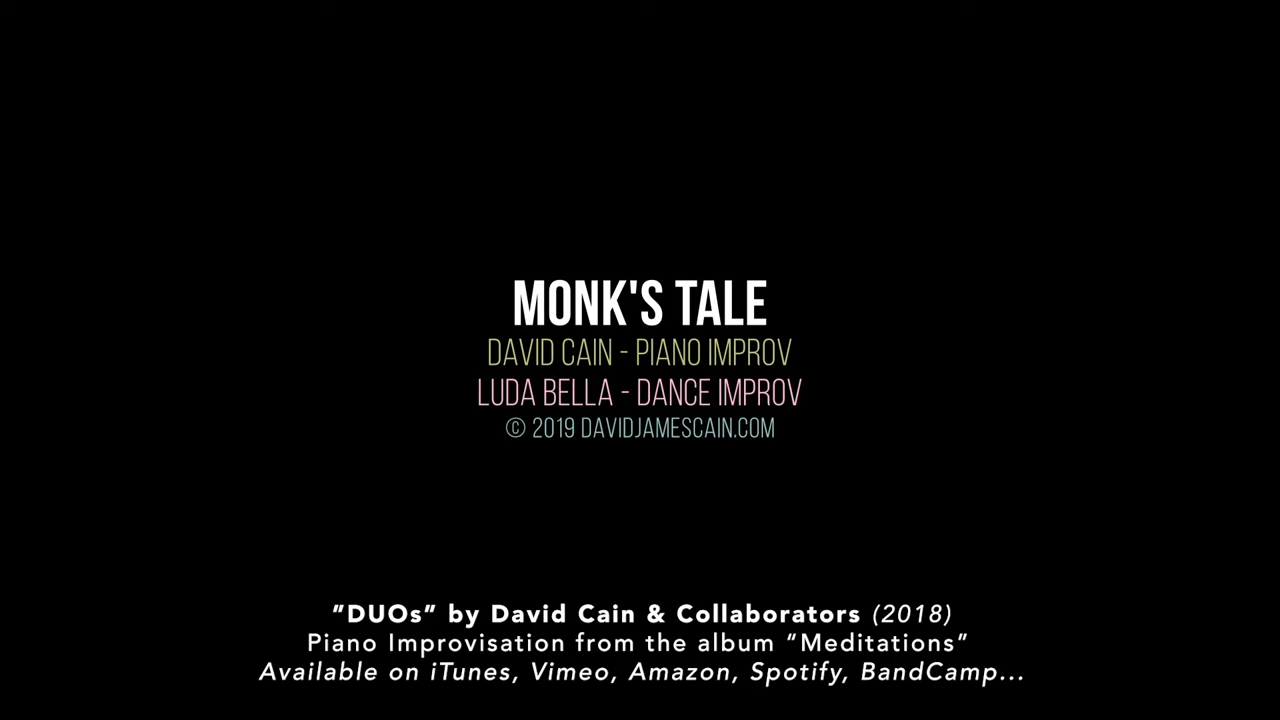 MONK'S TALE
DAVID CAIN - PIANO IMPROV
LUDA BELLA - DANCE IMPROV
© 2019 DAVIDJAMESCAIN.COM
"DUOs" by David Cain & Collaborators (2018)
Piano Improvisation from the album "Meditations"
Available on iTunes, Vimeo, Amazon, Spotify, BandCamp...